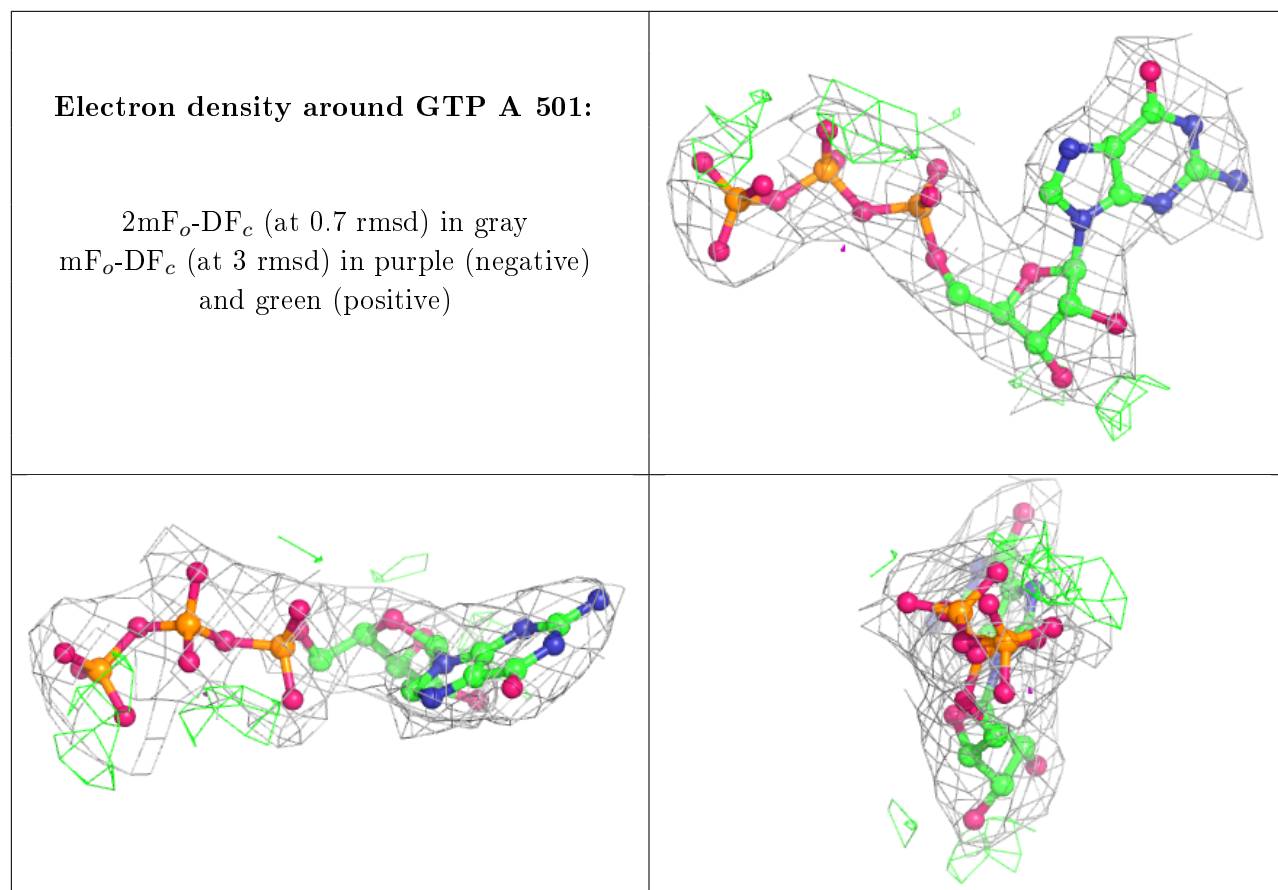 Electron density around GTP A 501:
2mFₒ-DF𝒸 (at 0.7 rmsd) in gray
mFₒ-DF𝒸 (at 3 rmsd) in purple (negative)
and green (positive)